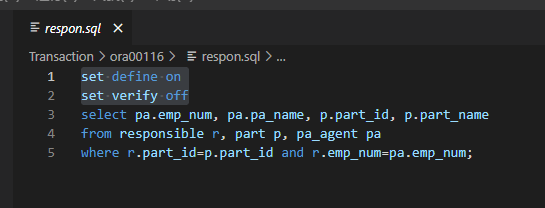 respon.sql
Transaction > ora00116 > respon.sql > ...
1 set define on
2 set verify off
3 select pa.emp_num, pa.pa_name, p.part_id, p.part_name
4 from responsible r, part p, pa_agent pa
5 where r.part_id=p.part_id and r.emp_num=pa.emp_num;